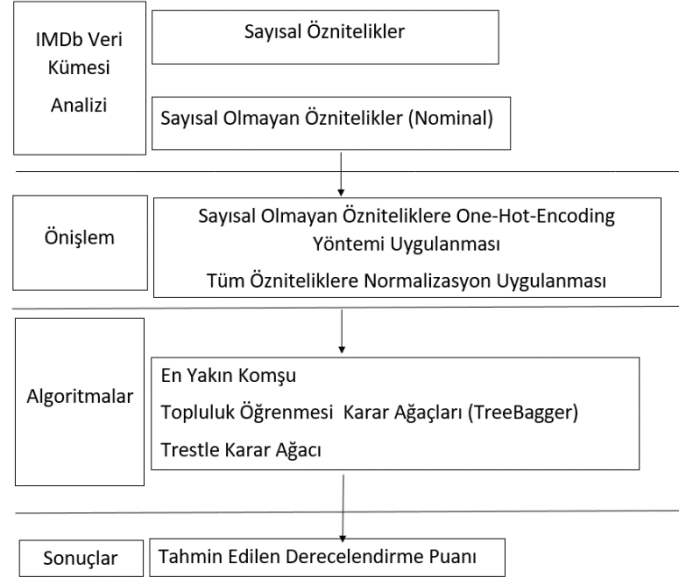 IMDb Veri
Kümesi
Analizi
Sayısal Öznitelikler
Sayısal Olmayan Öznitelikler (Nominal)
Önişlem
Sayısal Olmayan Özniteliklere One-Hot-Encoding
Yöntemi Uygulanması
Tüm Özniteliklere Normalizasyon Uygulanması
Algoritmalar
En Yakın Komşu
Topluluk Öğrenmesi Karar Ağaçları (TreeBagger)
Trestle Karar Ağacı
Sonuçlar
Tahmin Edilen Derecelendirme Puanı